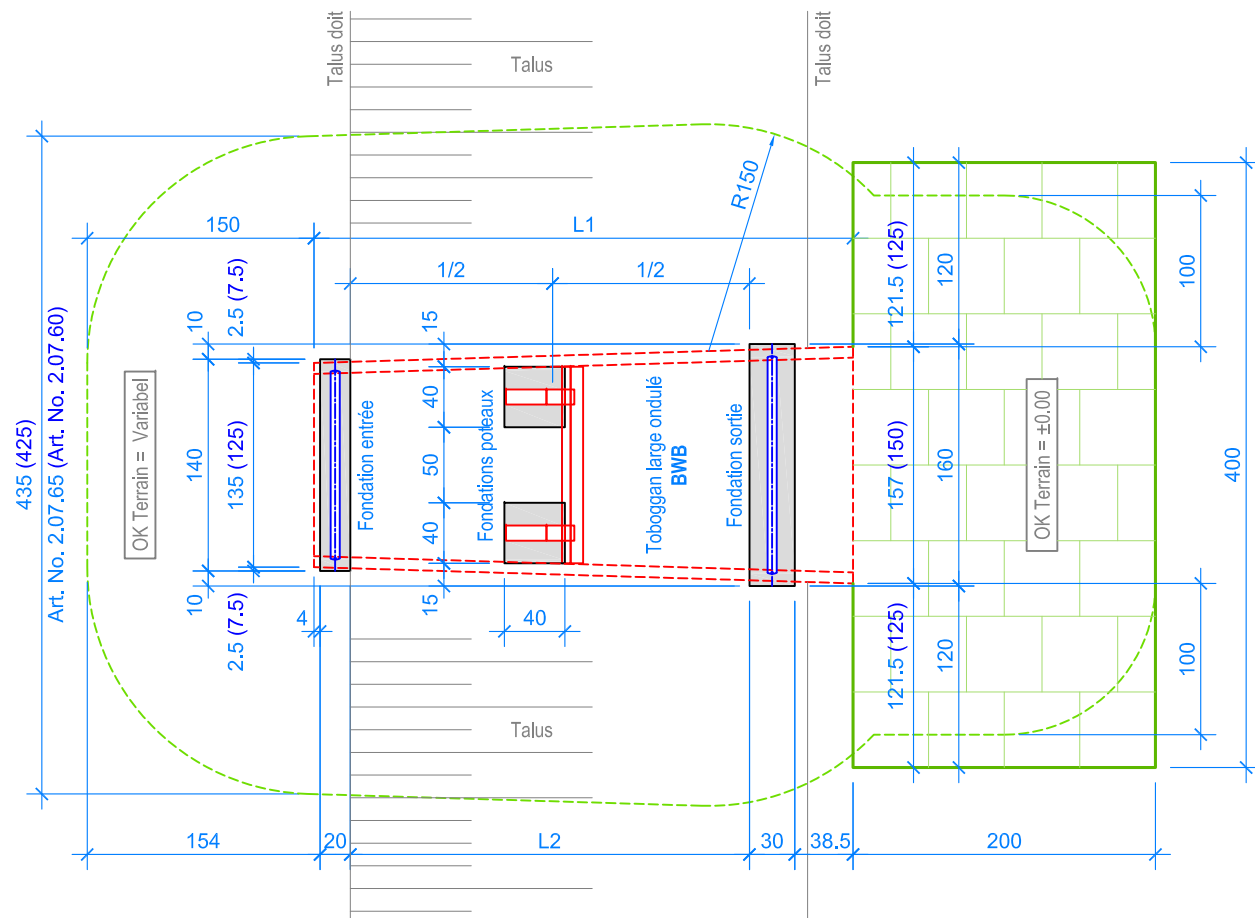 Talus doit
Talus
Talus doit
R150
150
L1
1/2
1/2
435 (425)
Art. No. 2.07.65 (Art. No. 2.07.60)
10
2.5 (7.5)
140
135 (125)
10
2.5 (7.5)
OK Terrain = Variabel
Fondation entrée
15
40
50
40
15
Fondations poteaux
Toboggan large ondulé
BWB
Fondation sortie
121.5 (125)
120
157 (150)
160
121.5 (125)
120
OK Terrain = ±0.00
100
100
400
4
40
Talus
154
20
L2
30
38.5
200